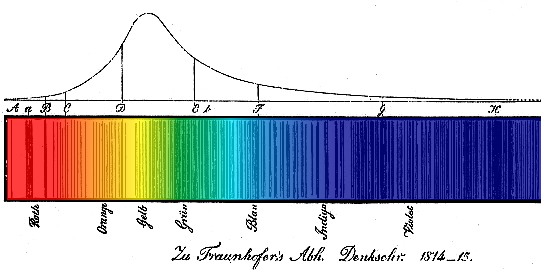 A a B C D E b F G H
Roth Orange Gelb Grün Blau Indigo Violet
Zu Fraunhofer's Abh. Denkschr. 1814_15.